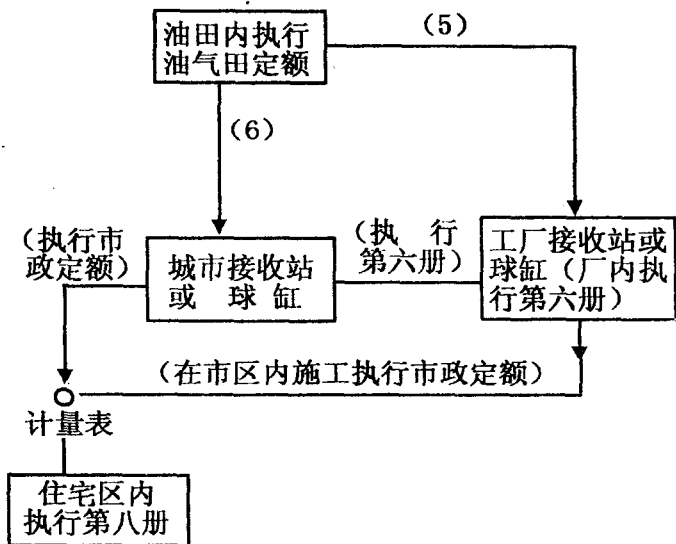 油田内执行
油气田定额
（5）
（6）
（执行市
政定额）
城市接收站
或 球 缸
（执 行
第六册）
工厂接收站或
球缸（厂内执
行第六册）
（在市区内施工执行市政定额）
计量表
住宅区内
执行第八册